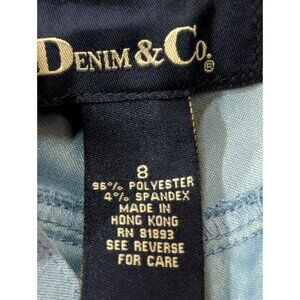 DENIM & CO.®
8
96% POLYESTER
4% SPANDEX
MADE IN
HONG KONG
RN 81893
SEE REVERSE
FOR CARE